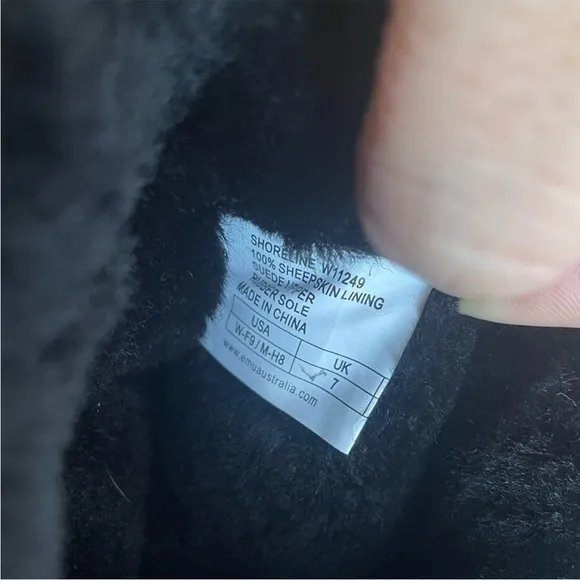 SHORELINE W11249
100% SHEEPSKIN LINING
SUEDE UPPER
RUBBER SOLE
MADE IN CHINA
USA UK
W-F9 / M-H8 7
www.emuaustralia.com